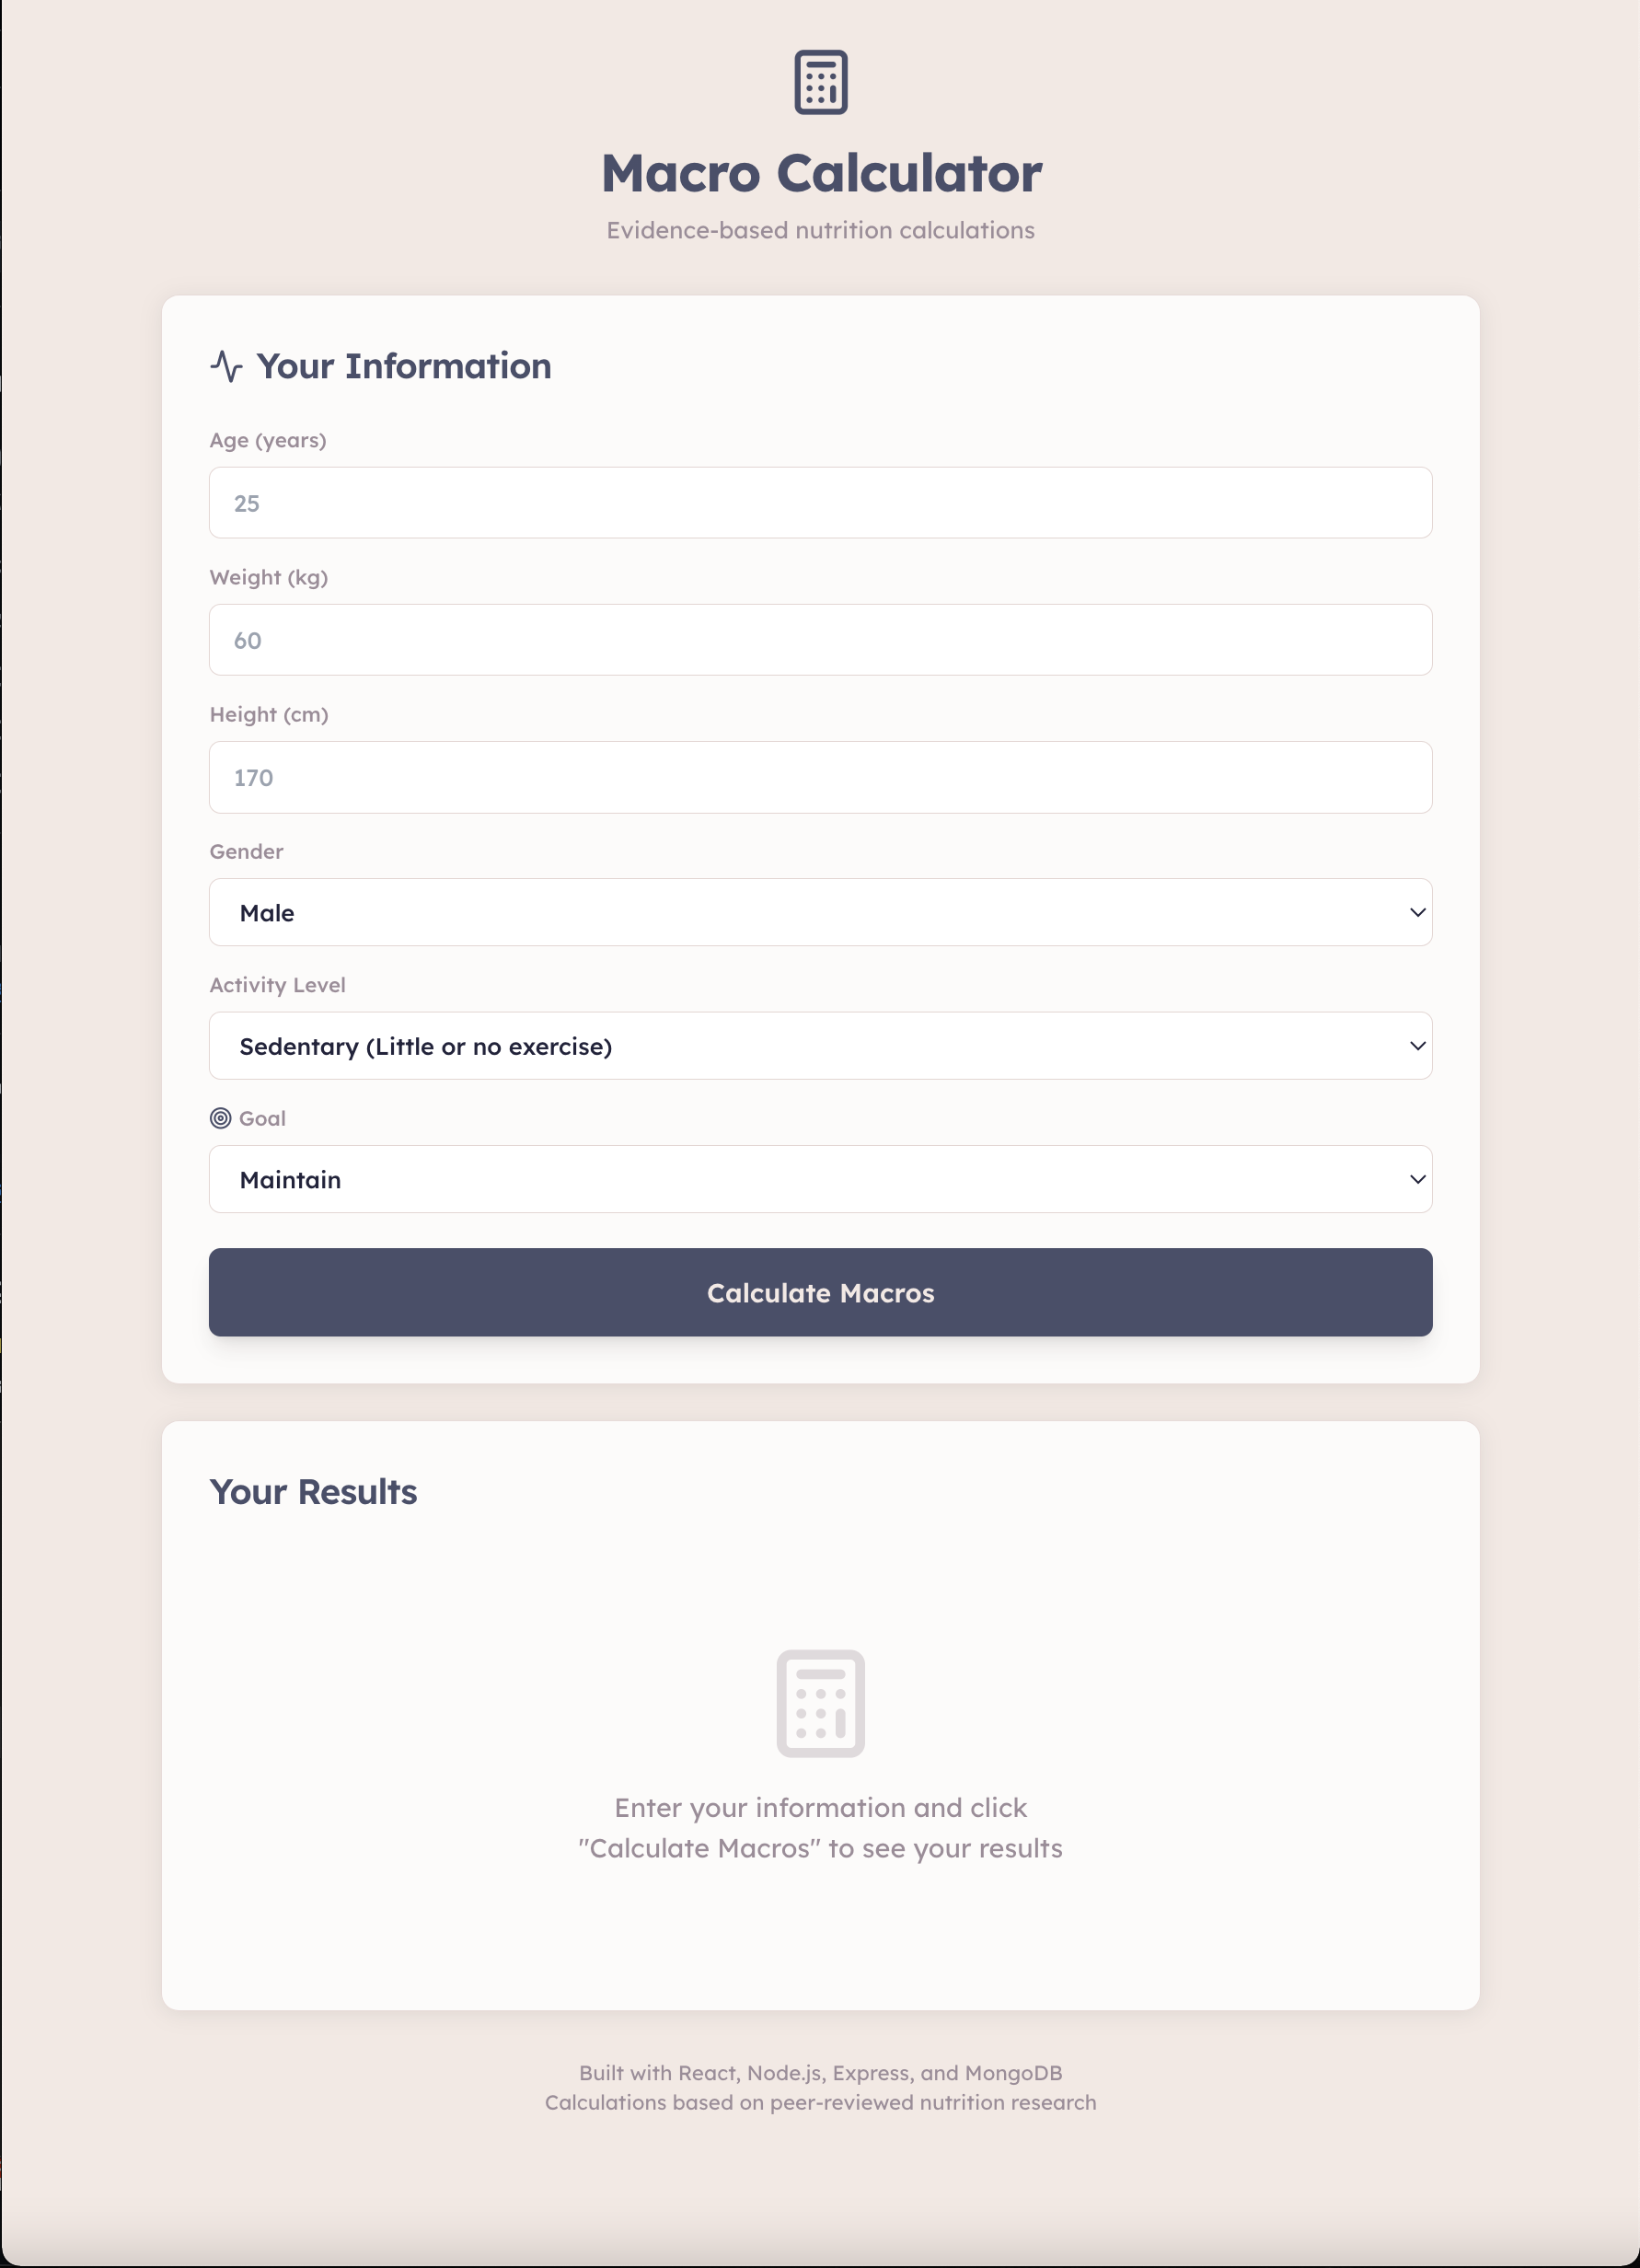 Macro Calculator
Evidence-based nutrition calculations
Your Information
Age (years)
25
Weight (kg)
60
Height (cm)
170
Gender
Male
Activity Level
Sedentary (Little or no exercise)
Goal
Maintain
Calculate Macros
Your Results
Enter your information and click
"Calculate Macros" to see your results
Built with React, Node.js, Express, and MongoDB
Calculations based on peer-reviewed nutrition research